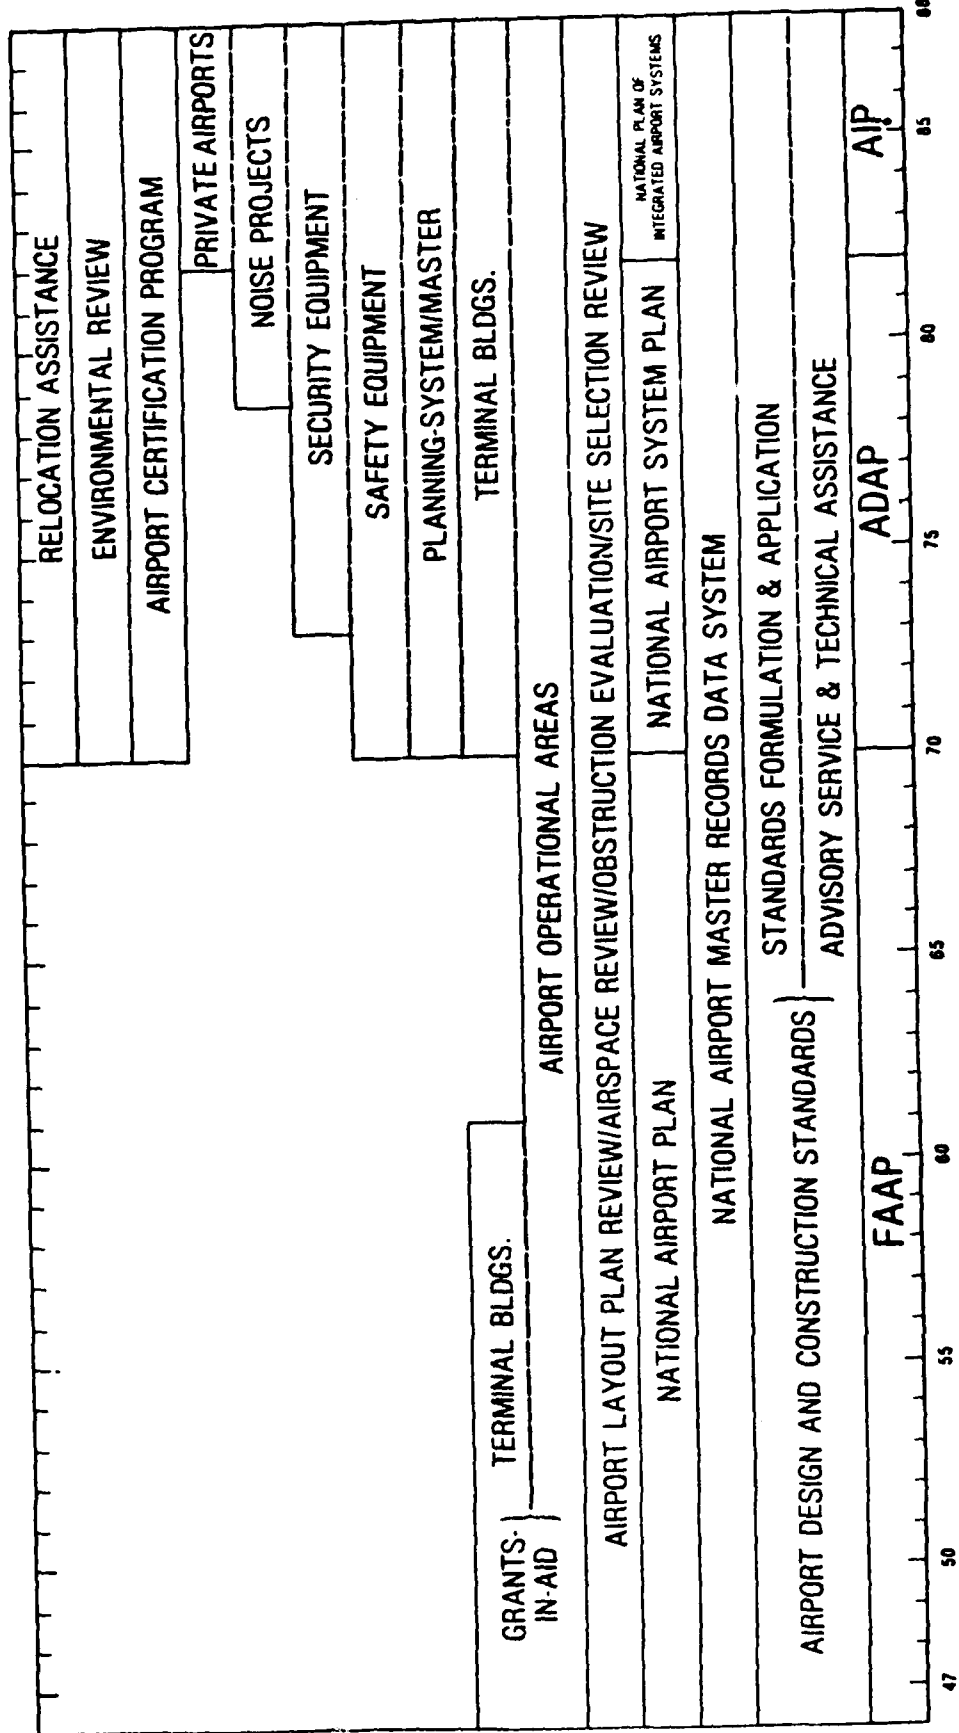 RELOCATION ASSISTANCE
ENVIRONMENTAL REVIEW
AIRPORT CERTIFICATION PROGRAM
PRIVATE AIRPORTS
NOISE PROJECTS
SECURITY EQUIPMENT
SAFETY EQUIPMENT
PLANNING-SYSTEM/MASTER
GRANTS-
IN-AID
TERMINAL BLDGS.
TERMINAL BLDGS.
AIRPORT OPERATIONAL AREAS
AIRPORT LAYOUT PLAN REVIEW/AIRSPACE REVIEW/OBSTRUCTION EVALUATION/SITE SELECTION REVIEW
NATIONAL AIRPORT PLAN
NATIONAL AIRPORT SYSTEM PLAN
NATIONAL PLAN OF
INTEGRATED AIRPORT SYSTEMS
NATIONAL AIRPORT MASTER RECORDS DATA SYSTEM
AIRPORT DESIGN AND CONSTRUCTION STANDARDS
STANDARDS FORMULATION & APPLICATION
ADVISORY SERVICE & TECHNICAL ASSISTANCE
FAAP
ADAP
AIP
47 50 55 60 65 70 75 80 85